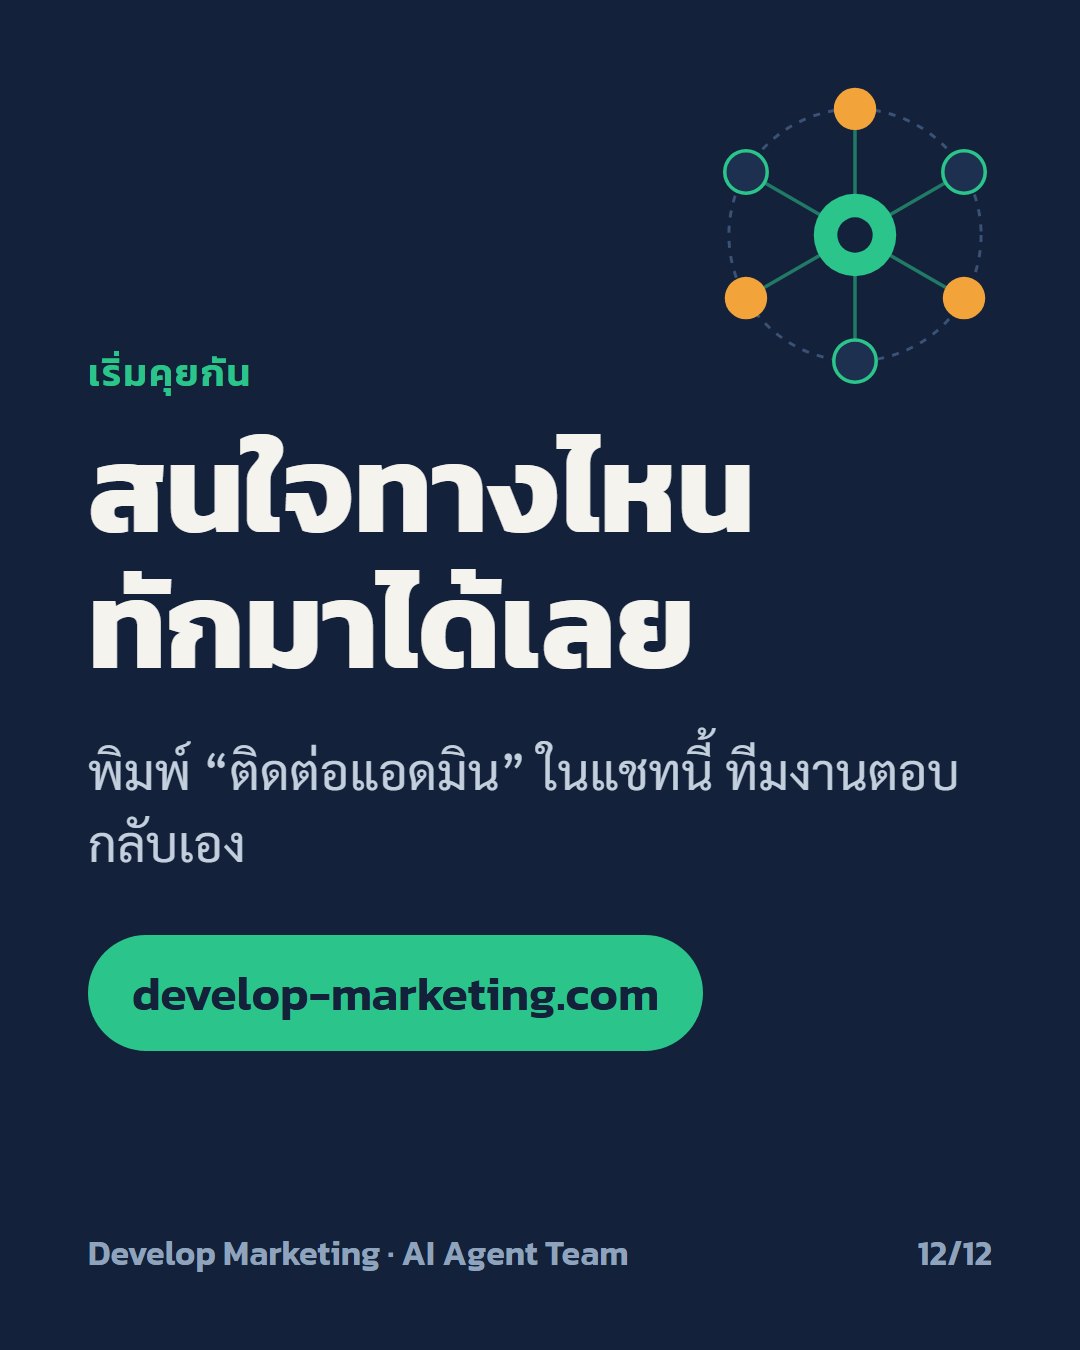 เริ่มคุยกัน
สนใจทางไหน
ทักมาได้เลย
พิมพ์ “ติดต่อแอดมิน” ในแชทนี้ ทีมงานตอบ
กลับเอง
develop-marketing.com
Develop Marketing · AI Agent Team
12/12